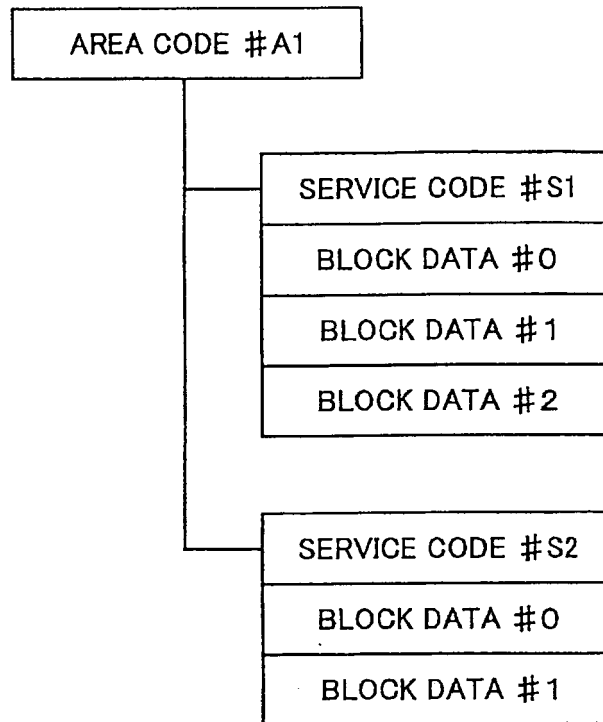 AREA CODE #A1
SERVICE CODE #S1
BLOCK DATA #0
BLOCK DATA #1
BLOCK DATA #2
SERVICE CODE #S2
BLOCK DATA #0
BLOCK DATA #1